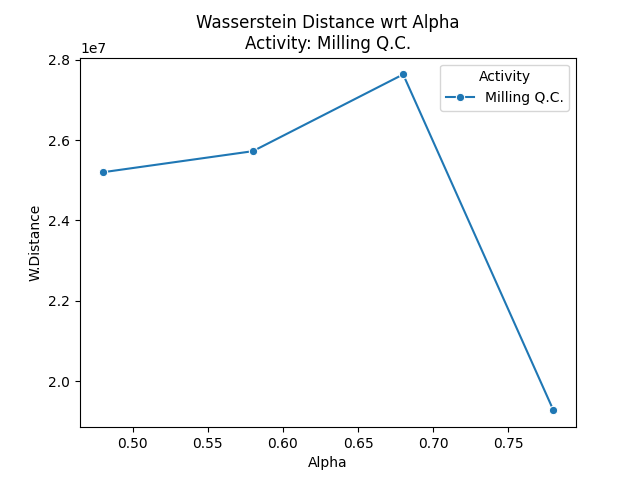 Wasserstein Distance wrt Alpha
Activity: Milling Q.C.
1e7
Activity
Milling Q.C.
2.8
2.6
2.4
2.2
2.0
W.Distance
0.50 0.55 0.60 0.65 0.70 0.75
Alpha